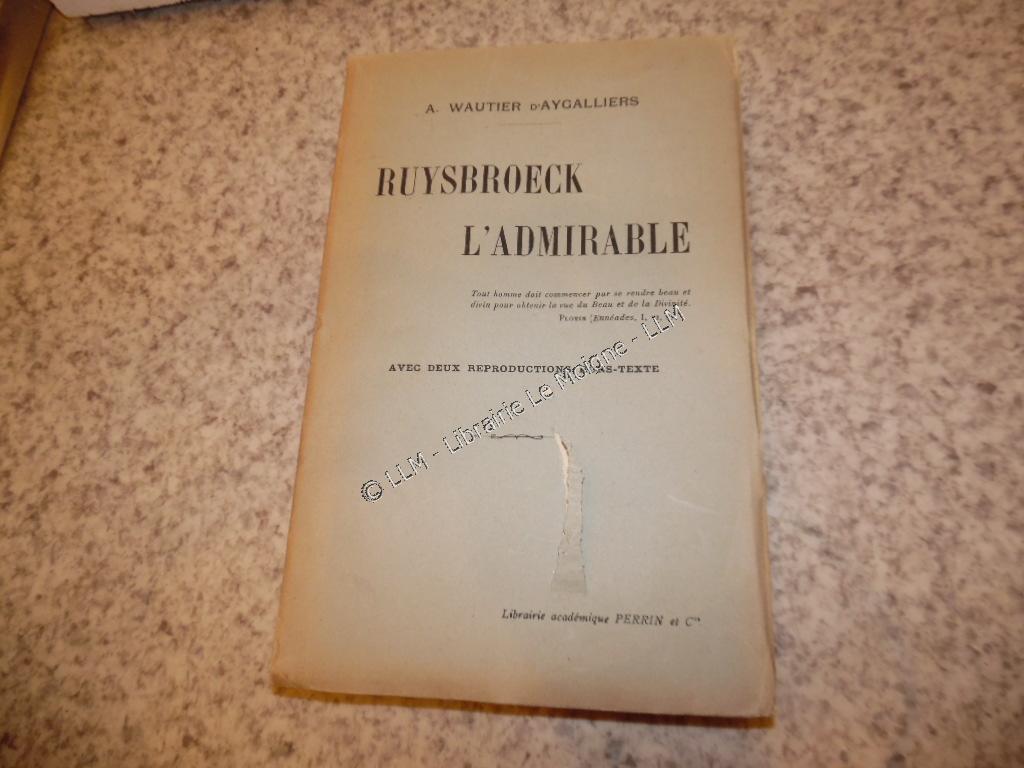 A. WAUTIER D'AYGALLIERS
RUYSBROECK
L'ADMIRABLE
Tout homme doit commencer par se rendre beau et
divin pour obtenir la vue du Beau et de la Divinité.
PLOTIN (Ennéades, I,
AVEC DEUX REPRODUCTIONS
© LLM - Librairie Le Moigne - LLM
Librairie académique PERRIN et Cie